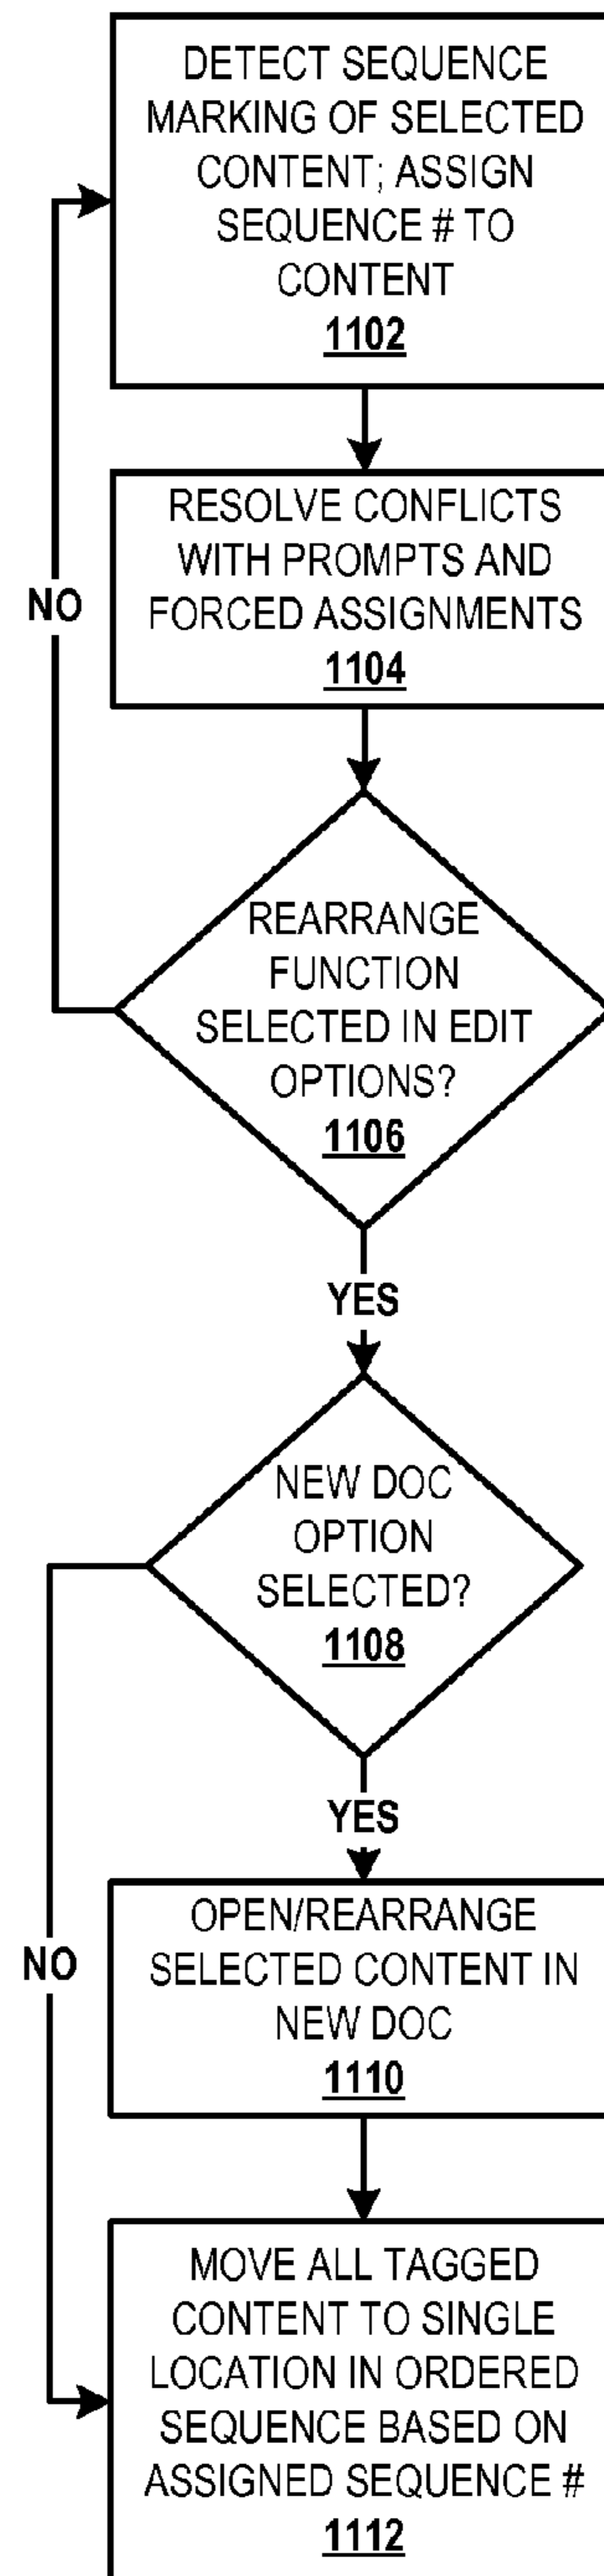 DETECT SEQUENCE
MARKING OF SELECTED
CONTENT; ASSIGN
SEQUENCE # TO
CONTENT
1102
RESOLVE CONFLICTS
WITH PROMPTS AND
FORCED ASSIGNMENTS
1104
NO
REARRANGE
FUNCTION
SELECTED IN EDIT
OPTIONS?
1106
YES
NEW DOC
OPTION
SELECTED?
1108
YES
OPEN/REARRANGE
SELECTED CONTENT IN
NEW DOC
1110
NO
MOVE ALL TAGGED
CONTENT TO SINGLE
LOCATION IN ORDERED
SEQUENCE BASED ON
ASSIGNED SEQUENCE #
1112